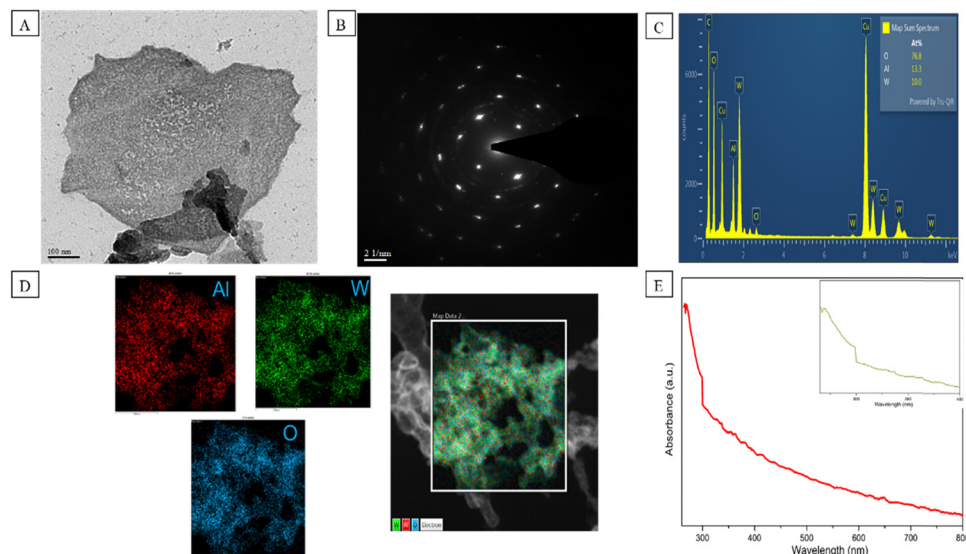 A
100 nm
B
2 1/nm
C
Map Sum Spectrum
At%
O 76.8
Al 13.3
W 10.0
Powered by Tru-Q®
C
O
Cu
Al
W
Cl
W
Cu
W
Cu
W
W
6000
2000
0
2
4
6
8
10
keV
D
Al
W
O
Map Data 2
W Al O Electron
E
Absorbance (a.u.)
300 400 500 600 700 800
Wavelength (nm)
Wavelength (nm)